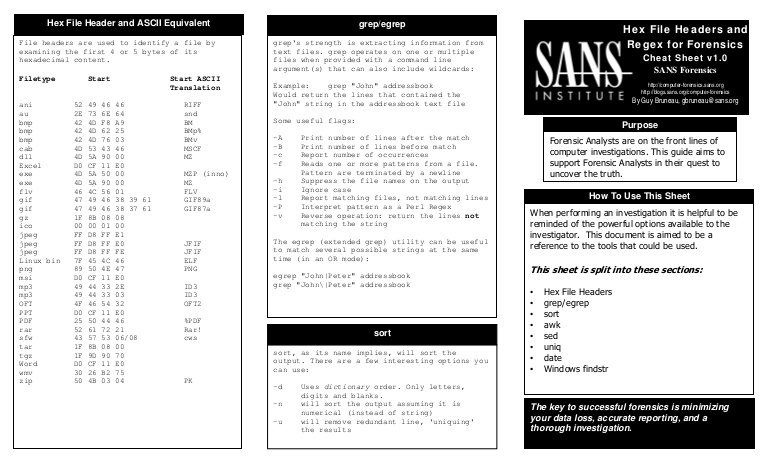 Hex File Header and ASCII Equivalent
File headers are used to identify a file by
examining the first 4 or 5 bytes of its
hexadecimal content.
Filetype Start Start ASCII
Translation
ani 52 49 46 46 RIFF
au 2E 73 6E 64 snd
bmp 42 4D F8 A9 BM
bmp 42 4D 62 25 BMp%
bmp 42 4D 76 03 BMv
cab 4D 53 43 46 MSCF
dll 4D 5A 90 00 MZ
Excel D0 CF 11 E0
exe 4D 5A 50 00 MZP (inno)
exe 4D 5A 90 00 MZ
flv 46 4C 56 01 FLV
gif 47 49 46 38 39 61 GIF89a
gif 47 49 46 38 37 61 GIF87a
gz 1F 8B 08 08
ico 00 00 01 00
jpeg FF D8 FF E1
jpeg FF D8 FF E0 JFIF
jpeg FF D8 FF FE JFIF
Linux bin 7F 45 4C 46 ELF
png 89 50 4E 47 PNG
msi D0 CF 11 E0
mp3 49 44 33 2E ID3
mp3 49 44 33 03 ID3
OFT 4F 46 54 32 OFT2
PPT D0 CF 11 E0
PDF 25 50 44 46 %PDF
rar 52 61 72 21 Rar!
sfw 43 57 53 06/08 cws
tar 1F 8B 08 00
tgz 1F 9D 90 70
Word D0 CF 11 E0
wmv 30 26 B2 75
zip 50 4B 03 04 PK
grep/egrep
grep's strength is extracting information from
text files. grep operates on one or multiple
files when provided with a command line
argument(s) that can also include wildcards:
Example: grep "John" addressbook
Would return the lines that contained the
"John" string in the addressbook text file
Some useful flags:
-A Print number of lines after the match
-B Print number of lines before match
-c Report number of occurrences
-f Reads one or more patterns from a file.
Pattern are terminated by a newline
-h Suppress the file names on the output
-i Ignore case
-l Report matching files, not matching lines
-P Interpret pattern as a Perl Regex
-v Reverse operation: return the lines not
matching the string
The egrep (extended grep) utility can be useful
to match several possible strings at the same
time (in an OR mode):
egrep "John|Peter" addressbook
grep "John\|Peter" addressbook
sort
sort, as its name implies, will sort the
output. There are a few interesting options you
can use:
-d Uses dictionary order. Only letters,
digits and blanks.
-n will sort the output assuming it is
numerical (instead of string)
-u will remove redundant line, 'uniquing'
the results
SANS
INSTITUTE
Hex File Headers and
Regex for Forensics
Cheat Sheet v1.0
SANS Forensics
http://computer-forensics.sans.org
http://blogs.sans.org/computer-forensics
By Guy Bruneau, gbruneau@sans.org
Purpose
Forensic Analysts are on the front lines of
computer investigations. This guide aims to
support Forensic Analysts in their quest to
uncover the truth.
How To Use This Sheet
When performing an investigation it is helpful to be
reminded of the powerful options available to the
investigator. This document is aimed to be a
reference to the tools that could be used.
This sheet is split into these sections:
• Hex File Headers
• grep/egrep
• sort
• awk
• sed
• uniq
• date
• Windows findstr
The key to successful forensics is minimizing
your data loss, accurate reporting, and a
thorough investigation.